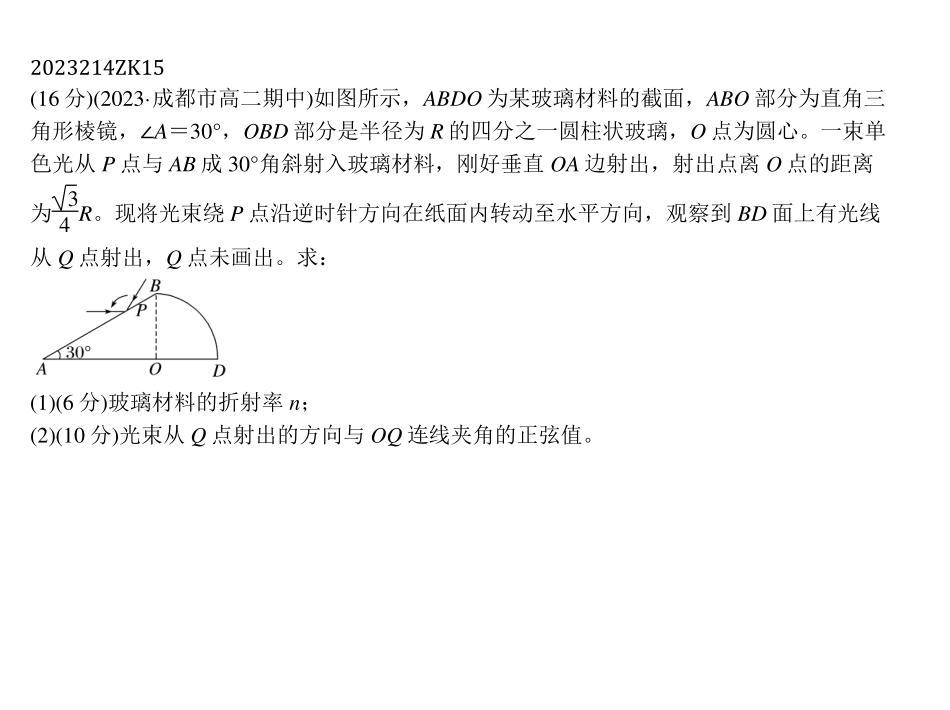 2023214ZK15
(16 分)(2023·成都市高二期中)如图所示，ABDO 为某玻璃材料的截面，ABO 部分为直角三
角形棱镜，∠A＝30°，OBD 部分是半径为 R 的四分之一圆柱状玻璃，O 点为圆心。一束单
色光从 P 点与 AB 成 30°角斜射入玻璃材料，刚好垂直 OA 边射出，射出点离 O 点的距离
为√3/4R。现将光束绕 P 点沿逆时针方向在纸面内转动至水平方向，观察到 BD 面上有光线
从 Q 点射出，Q 点未画出。求：
B
P
30°
A O D
(1)(6 分)玻璃材料的折射率 n；
(2)(10 分)光束从 Q 点射出的方向与 OQ 连线夹角的正弦值。